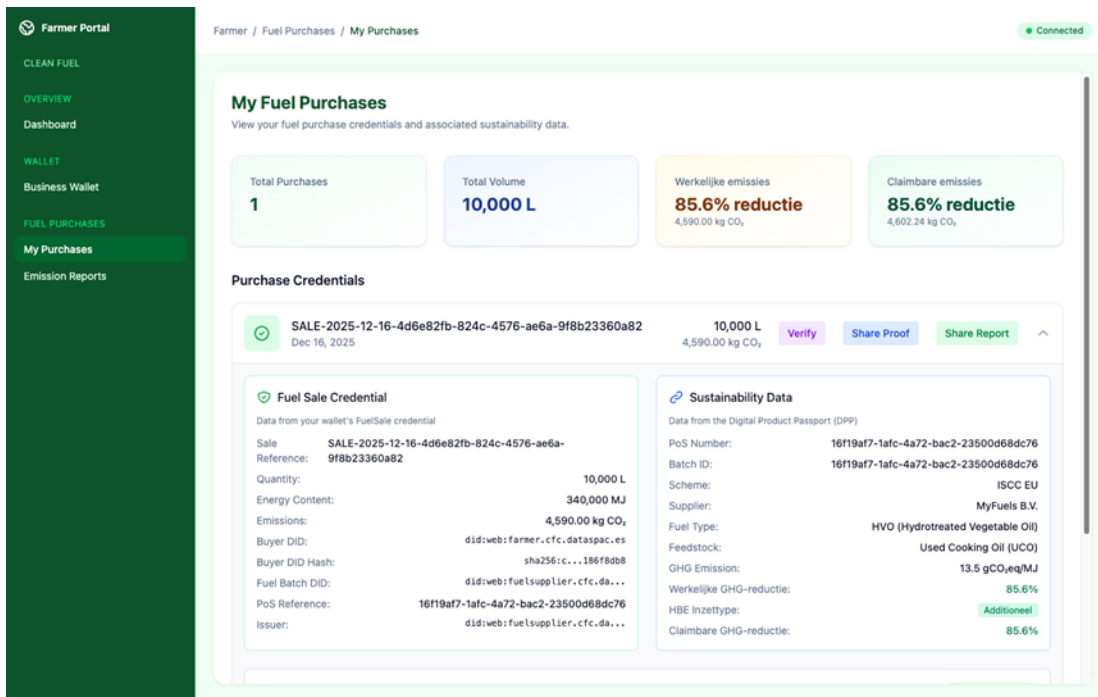 Farmer Portal
CLEAN FUEL
OVERVIEW
Dashboard
WALLET
Business Wallet
FUEL PURCHASES
My Purchases
Emission Reports
Farmer / Fuel Purchases / My Purchases
Connected
My Fuel Purchases
View your fuel purchase credentials and associated sustainability data.
Total Purchases
1
Total Volume
10,000 L
Werkelijke emissies
85.6% reductie
4,590.00 kg CO₂
Claimbare emissies
85.6% reductie
4,602.24 kg CO₂
Purchase Credentials
SALE-2025-12-16-4d6e82fb-824c-4576-ae6a-9f8b23360a82
Dec 16, 2025
10,000 L
4,590.00 kg CO₂
Verify
Share Proof
Share Report
Fuel Sale Credential
Data from your wallet's FuelSale credential
Sale Reference: SALE-2025-12-16-4d6e82fb-824c-4576-ae6a-
9f8b23360a82
Quantity: 10,000 L
Energy Content: 340,000 MJ
Emissions: 4,590.00 kg CO₂
Buyer DID: did:web:farmer.cfc.dataspac.es
Buyer DID Hash: sha256:c...186f8db8
Fuel Batch DID: did:web:fuelsupplier.cfc.da...
PoS Reference: 16f19af7-1afc-4a72-bac2-23500d68dc76
Issuer: did:web:fuelsupplier.cfc.da...
Sustainability Data
Data from the Digital Product Passport (DPP)
PoS Number: 16f19af7-1afc-4a72-bac2-23500d68dc76
Batch ID: 16f19af7-1afc-4a72-bac2-23500d68dc76
Scheme: ISCC EU
Supplier: MyFuels B.V.
Fuel Type: HVO (Hydrotreated Vegetable Oil)
Feedstock: Used Cooking Oil (UCO)
GHG Emission: 13.5 gCO₂eq/MJ
Werkelijke GHG-reductie: 85.6%
HBE Inzettype: Additioneel
Claimbare GHG-reductie: 85.6%